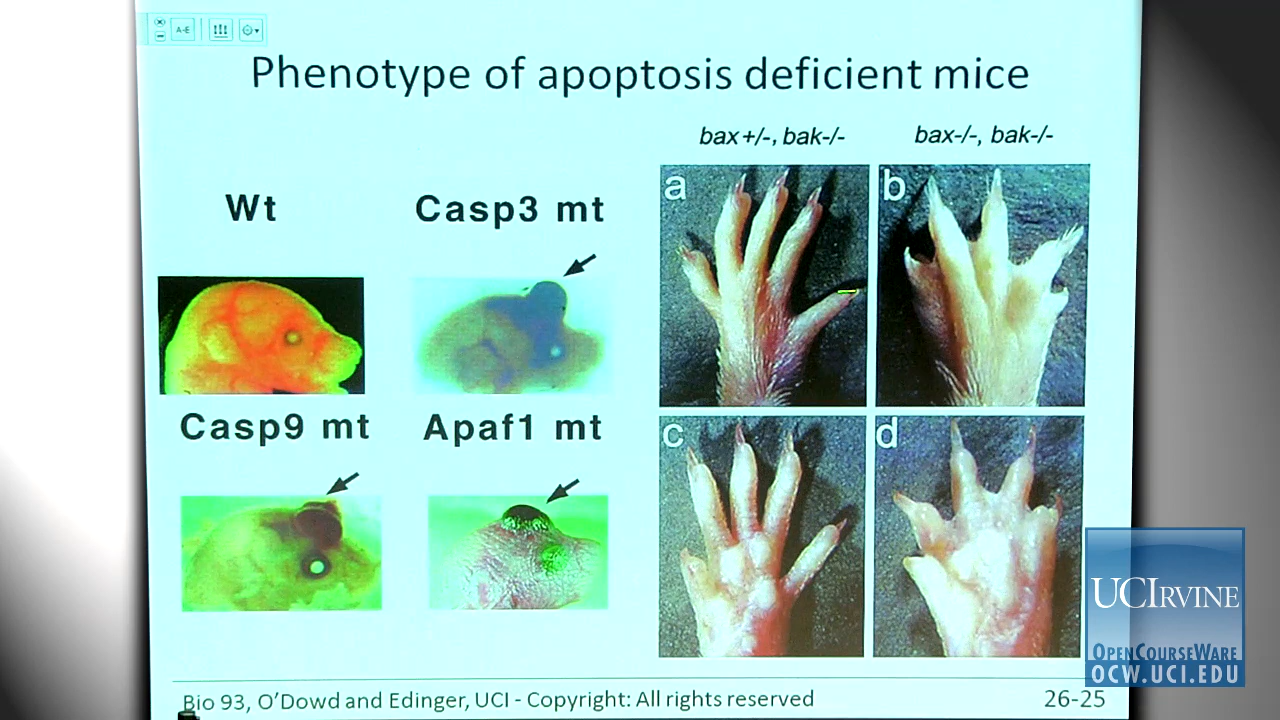 A-E
Phenotype of apoptosis deficient mice
bax+/-, bak-/-
bax-/-, bak-/-
Wt
Casp3 mt
a
b
Casp9 mt
Apaf1 mt
c
d
UCIRVINE
OPENCOURSEWARE
OCW.UCI.EDU
Bio 93, O'Dowd and Edinger, UCI - Copyright: All rights reserved
26-25